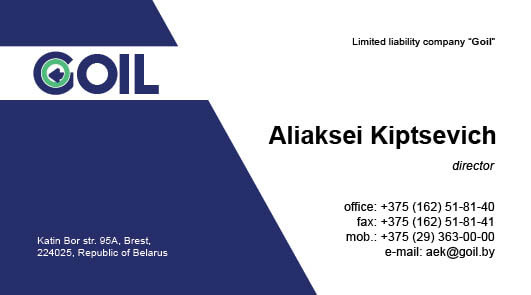 Limited liability company "Goil"
GOIL
Aliaksei Kiptsevich
director
office: +375 (162) 51-81-40
fax: +375 (162) 51-81-41
mob.: +375 (29) 363-00-00
e-mail: aek@goil.by
Katin Bor str. 95A, Brest,
224025, Republic of Belarus